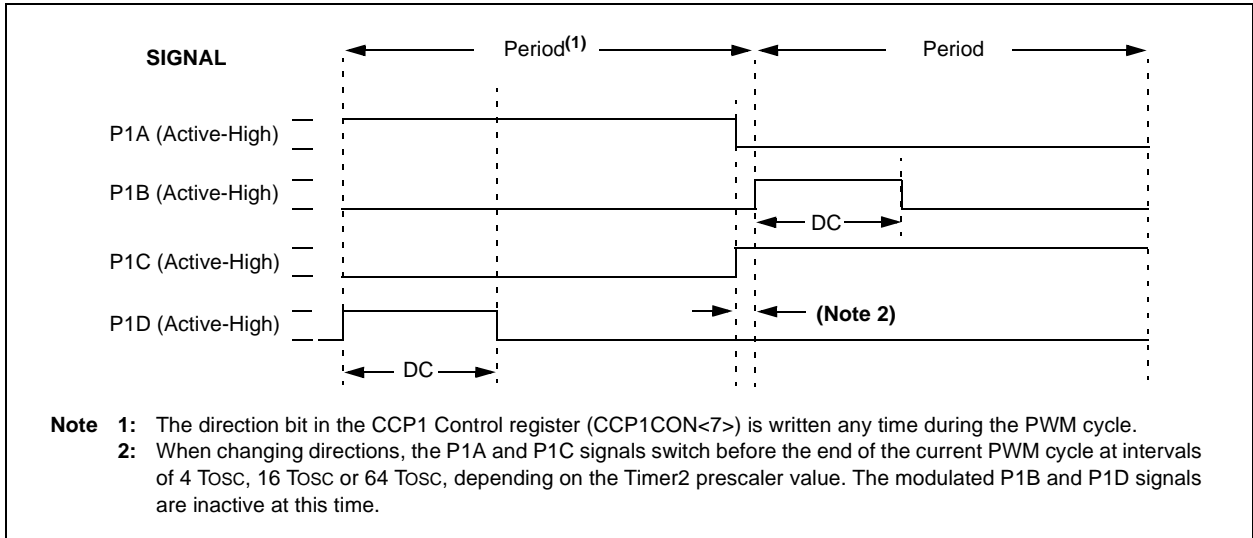 SIGNAL
Period(1)
Period
P1A (Active-High)
P1B (Active-High)
DC
P1C (Active-High)
P1D (Active-High)
(Note 2)
DC
Note 1: The direction bit in the CCP1 Control register (CCP1CON<7>) is written any time during the PWM cycle.
2: When changing directions, the P1A and P1C signals switch before the end of the current PWM cycle at intervals
of 4 TOSC, 16 TOSC or 64 TOSC, depending on the Timer2 prescaler value. The modulated P1B and P1D signals
are inactive at this time.